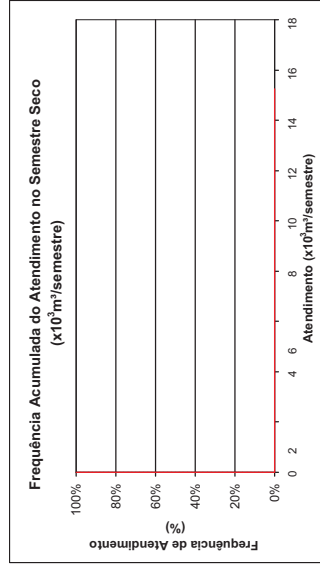 Frequência Acumulada do Atendimento no Semestre Seco
(x10³m³/semestre)
Frequência de Atendimento
(%)
100%
80%
60%
40%
20%
0%
0 2 4 6 8 10 12 14 16 18
Atendimento (x10³m³/semestre)